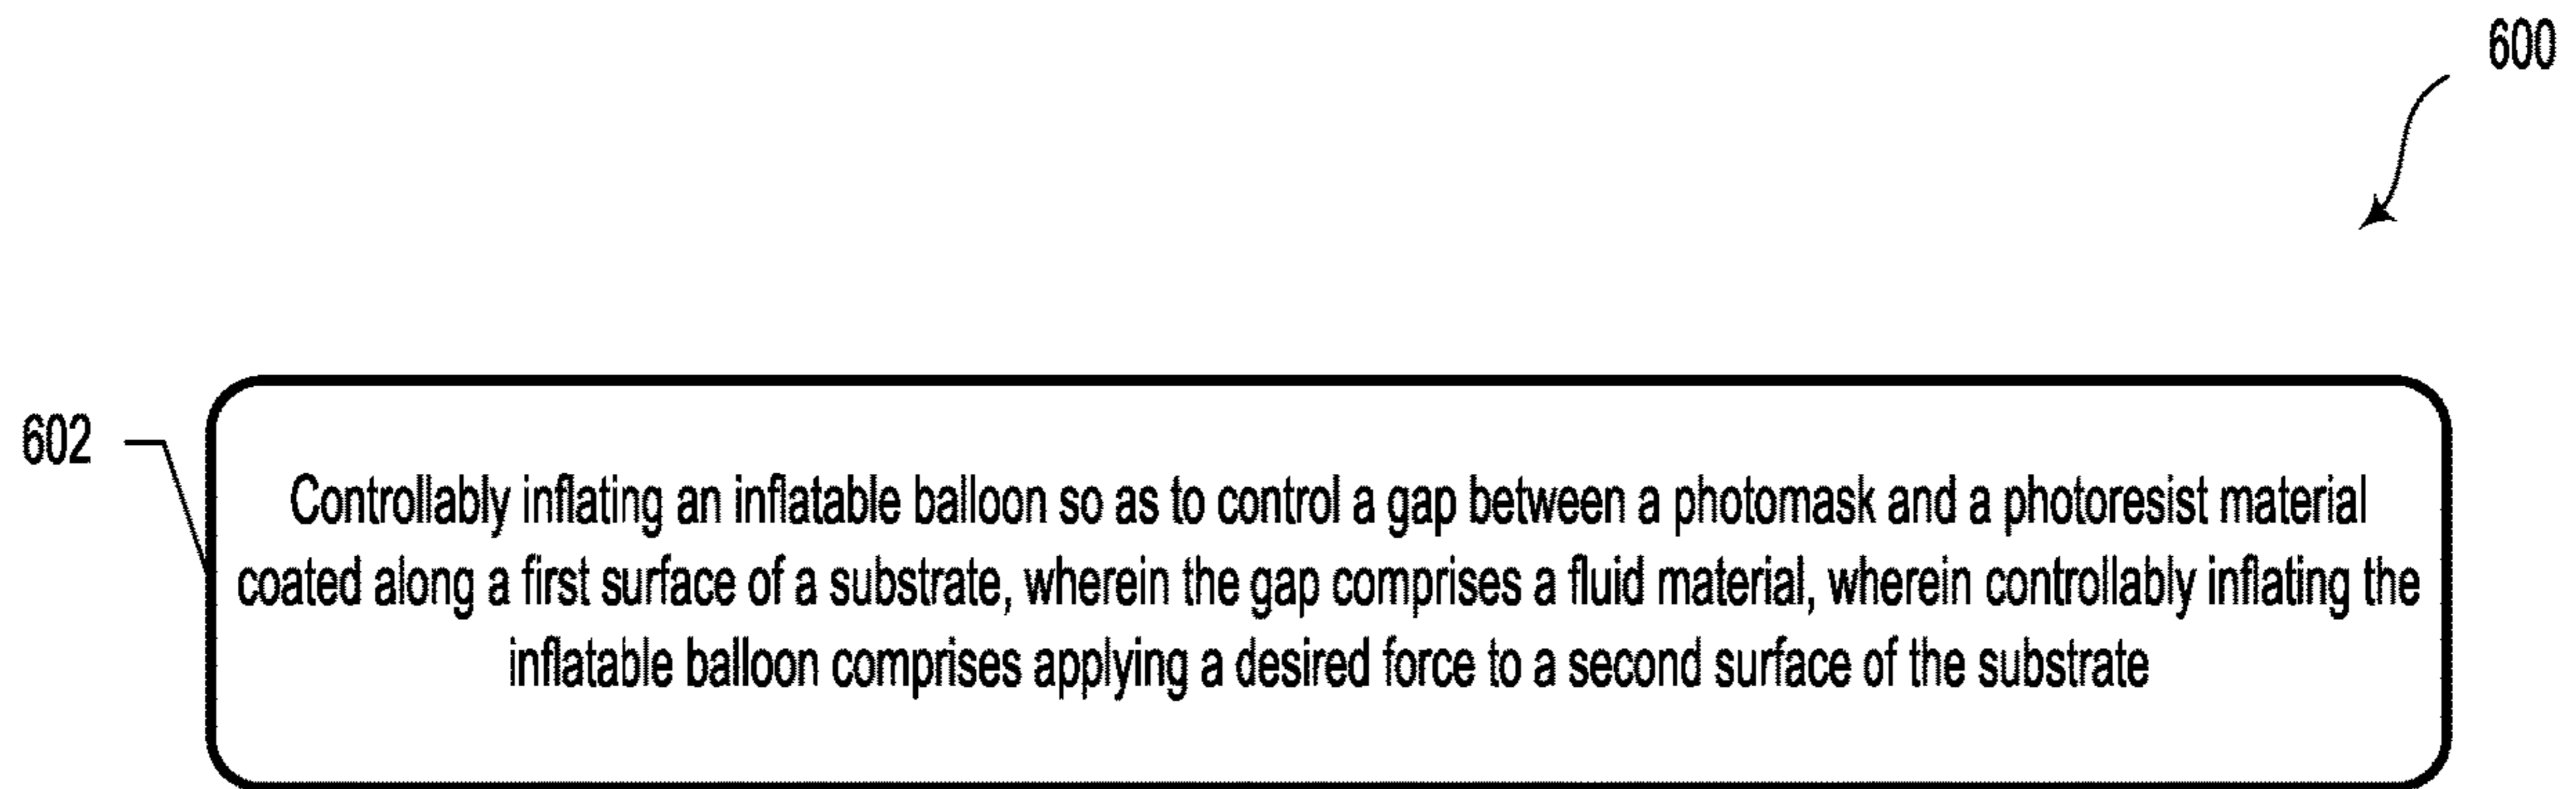 600
602
Controllably inflating an inflatable balloon so as to control a gap between a photomask and a photoresist material
coated along a first surface of a substrate, wherein the gap comprises a fluid material, wherein controllably inflating the
inflatable balloon comprises applying a desired force to a second surface of the substrate